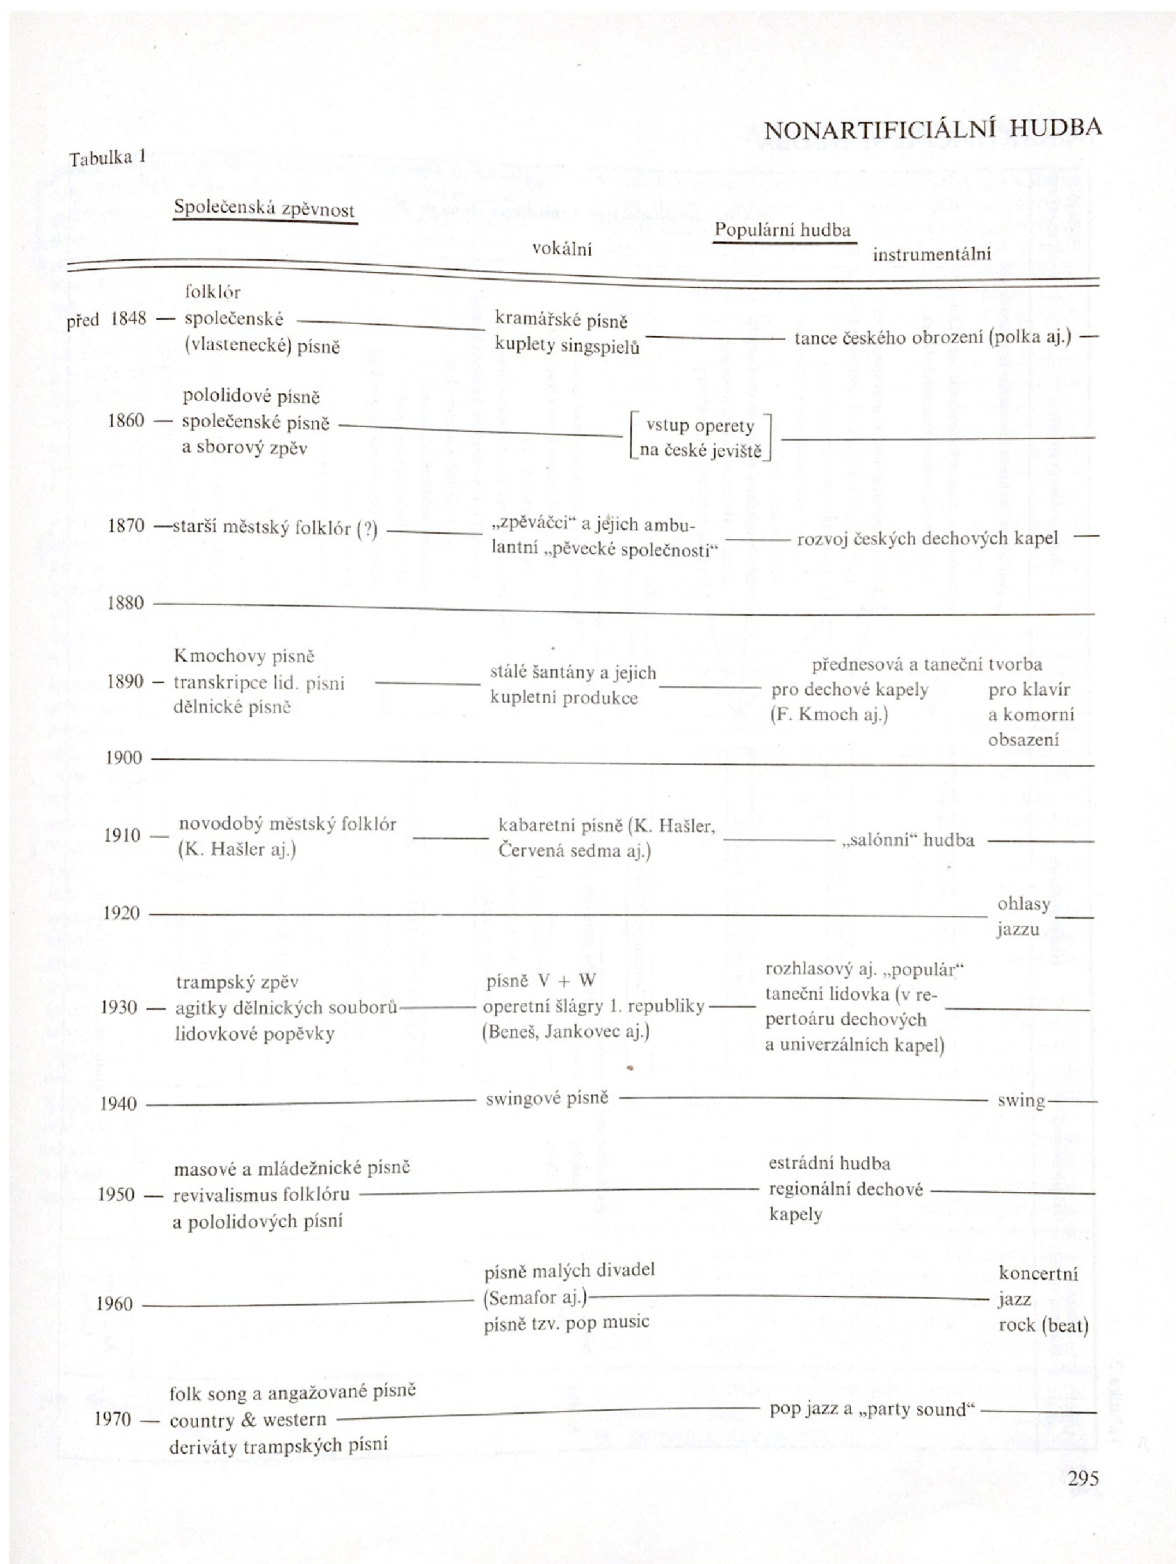 NONARTIFICIÁLNÍ HUDBA
Tabulka 1
Společenská zpěvnost
Populární hudba
vokální
instrumentální
folklór
před 1848 — společenské
(vlastenecké) písně
kramářské písně
kuplety singspielů
tance českého obrození (polka aj.)
pololidové písně
1860 — společenské písně
a sborový zpěv
vstup operety
na české jeviště
1870 — starší městský folklór (?)
„zpěváčci“ a jejich ambu-
lantní „pěvecké společnosti“
rozvoj českých dechových kapel
1880
Kmochovy písně
1890 — transkripce lid. písni
dělnické písně
stálé šantány a jejich
kupletní produkce
přednesová a taneční tvorba
pro dechové kapely
(F. Kmoch aj.)
pro klavír
a komorní
obsazení
1900
1910 — novodobý městský folklór
(K. Hašler aj.)
kabaretní písně (K. Hašler,
Červená sedma aj.)
„salónní“ hudba
1920
ohlasy
jazzu
trampský zpěv
1930 — agitky dělnických souborů
lidovkové popěvky
písně V + W
operetní šlágry 1. republiky
(Beneš, Jankovec aj.)
rozhlasový aj. „populár“
taneční lidovka (v re-
pertoáru dechových
a univerzálních kapel)
1940
swingové písně
swing
masové a mládežnické písně
1950 — revivalismus folklóru
a pololidových písní
estrádní hudba
regionální dechové
kapely
1960
písně malých divadel
(Semafor aj.)
písně tzv. pop music
koncertní
jazz
rock (beat)
folk song a angažované písně
1970 — country & western
deriváty trampských písní
pop jazz a „party sound“
295